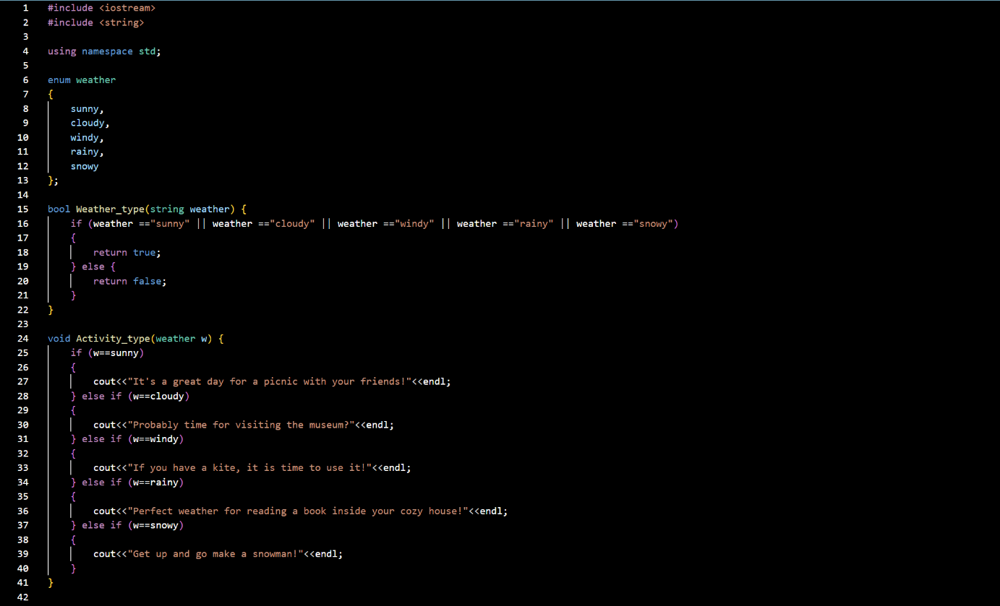 1 #include <iostream>
2 #include <string>
3
4 using namespace std;
5
6 enum weather
7 {
8     sunny,
9     cloudy,
10     windy,
11     rainy,
12     snowy
13 };
14
15 bool Weather_type(string weather) {
16     if (weather =="sunny" || weather =="cloudy" || weather =="windy" || weather =="rainy" || weather =="snowy")
17     {
18         return true;
19     } else {
20         return false;
21     }
22 }
23
24 void Activity_type(weather w) {
25     if (w==sunny)
26     {
27         cout<<"It's a great day for a picnic with your friends!"<<endl;
28     } else if (w==cloudy)
29     {
30         cout<<"Probably time for visiting the museum?"<<endl;
31     } else if (w==windy)
32     {
33         cout<<"If you have a kite, it is time to use it!"<<endl;
34     } else if (w==rainy)
35     {
36         cout<<"Perfect weather for reading a book inside your cozy house!"<<endl;
37     } else if (w==snowy)
38     {
39         cout<<"Get up and go make a snowman!"<<endl;
40     }
41 }
42